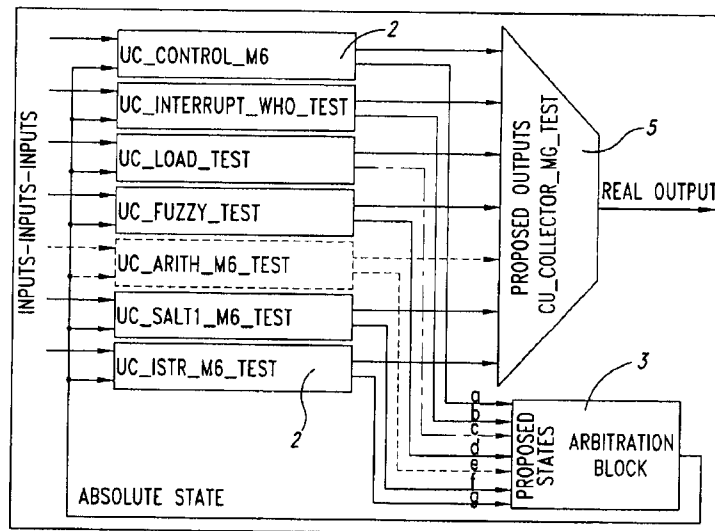 INPUTS-INPUTS-INPUTS
UC_CONTROL_M6
2
UC_INTERRUPT_WHO_TEST
UC_LOAD_TEST
UC_FUZZY_TEST
UC_ARITH_M6_TEST
UC_SALT1_M6_TEST
UC_ISTR_M6_TEST
2
PROPOSED OUTPUTS
CU_COLLECTOR_MG_TEST
5
REAL OUTPUT
3
a
b
c
d
e
f
g
PROPOSED
STATES
ARBITRATION
BLOCK
ABSOLUTE STATE